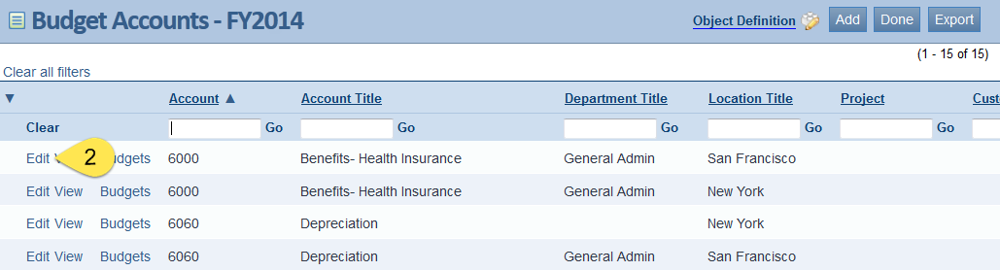 Budget Accounts - FY2014
Object Definition Add Done Export
(1 - 15 of 15)
Clear all filters
Account Account Title Department Title Location Title Project Cust
Clear Go Go Go Go Go
Edit 2 Budgets 6000 Benefits- Health Insurance General Admin San Francisco
Edit View Budgets 6000 Benefits- Health Insurance General Admin New York
Edit View Budgets 6060 Depreciation New York
Edit View Budgets 6060 Depreciation General Admin San Francisco